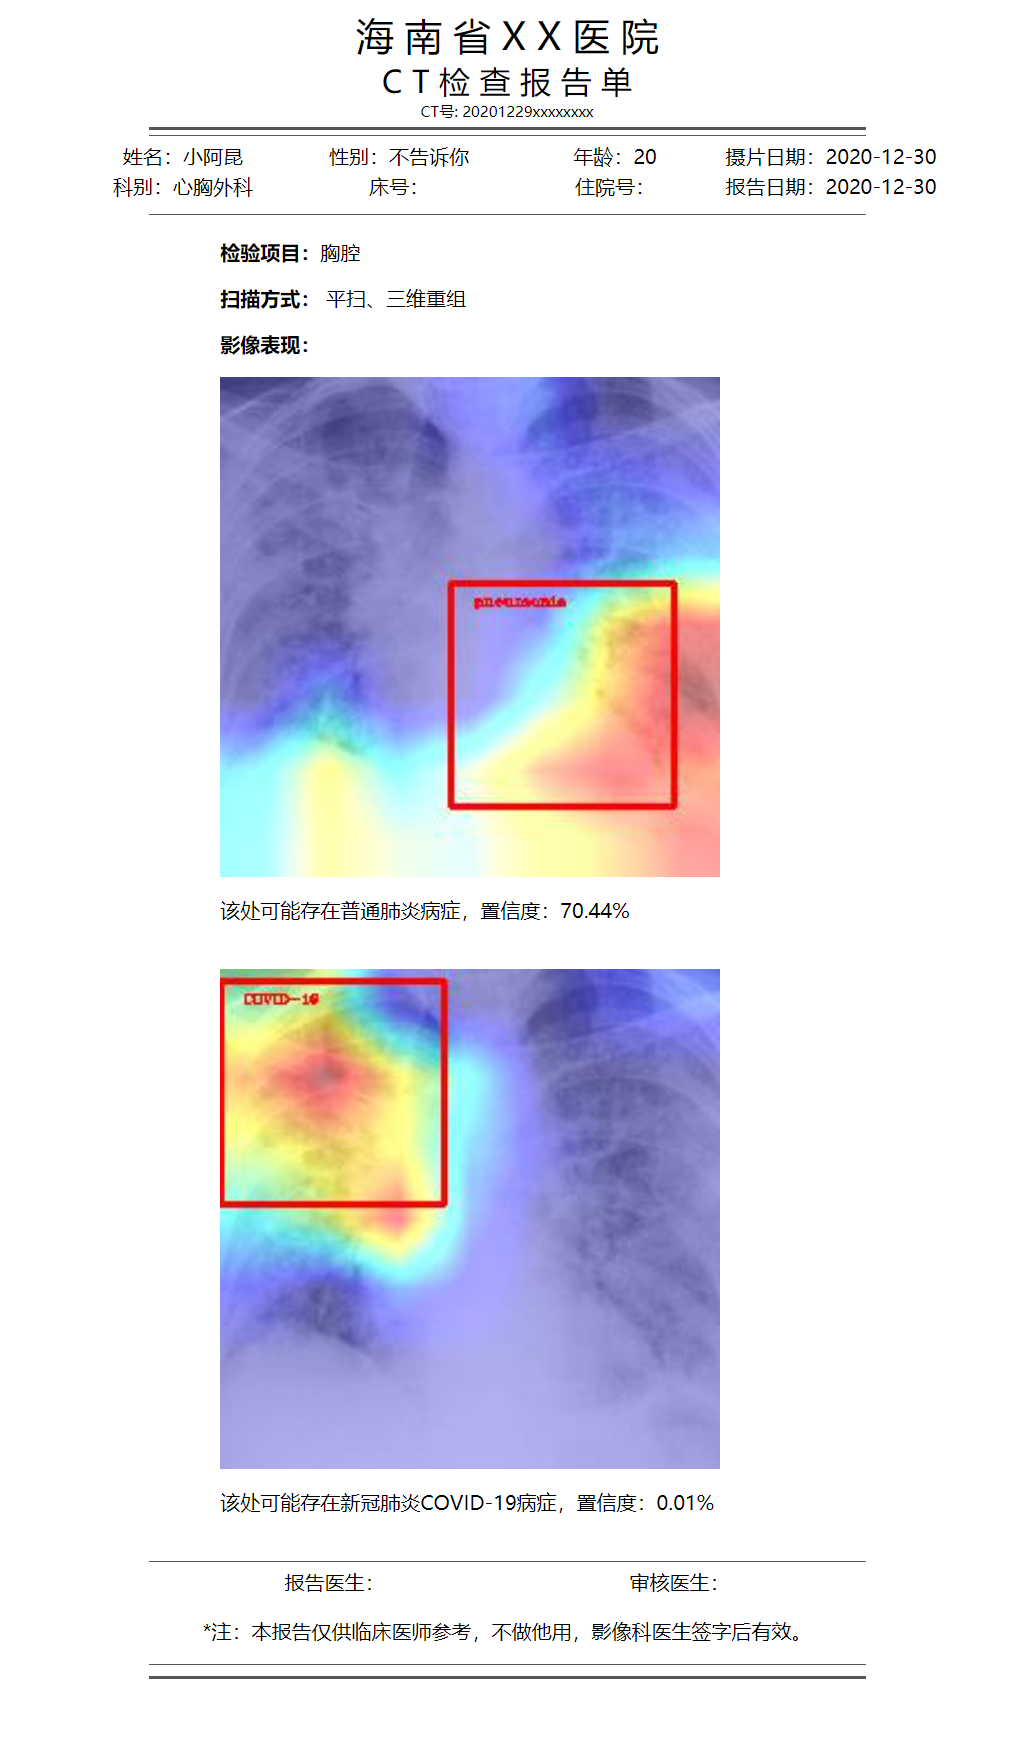 海南省XX医院
CT检查报告单
CT号: 20201229xxxxxxxx
姓名：小阿昆 性别：不告诉你 年龄：20 摄片日期：2020-12-30
科别：心胸外科 床号： 住院号： 报告日期：2020-12-30
检验项目：胸腔
扫描方式： 平扫、三维重组
影像表现：
pneumonia
该处可能存在普通肺炎病症，置信度：70.44%
COVID-19
该处可能存在新冠肺炎COVID-19病症，置信度：0.01%
报告医生： 审核医生：
*注：本报告仅供临床医师参考，不做他用，影像科医生签字后有效。